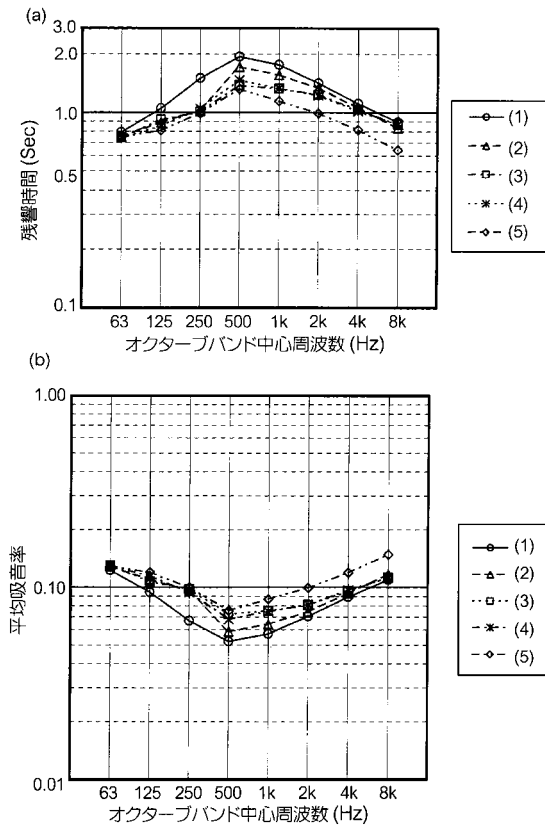 (a)
3.0
2.0
1.0
0.5
0.1
残響時間 (Sec)
63 125 250 500 1k 2k 4k 8k
オクターブバンド中心周波数 (Hz)
(1)
(2)
(3)
(4)
(5)
(b)
1.00
0.10
0.01
平均吸音率
63 125 250 500 1k 2k 4k 8k
オクターブバンド中心周波数 (Hz)
(1)
(2)
(3)
(4)
(5)